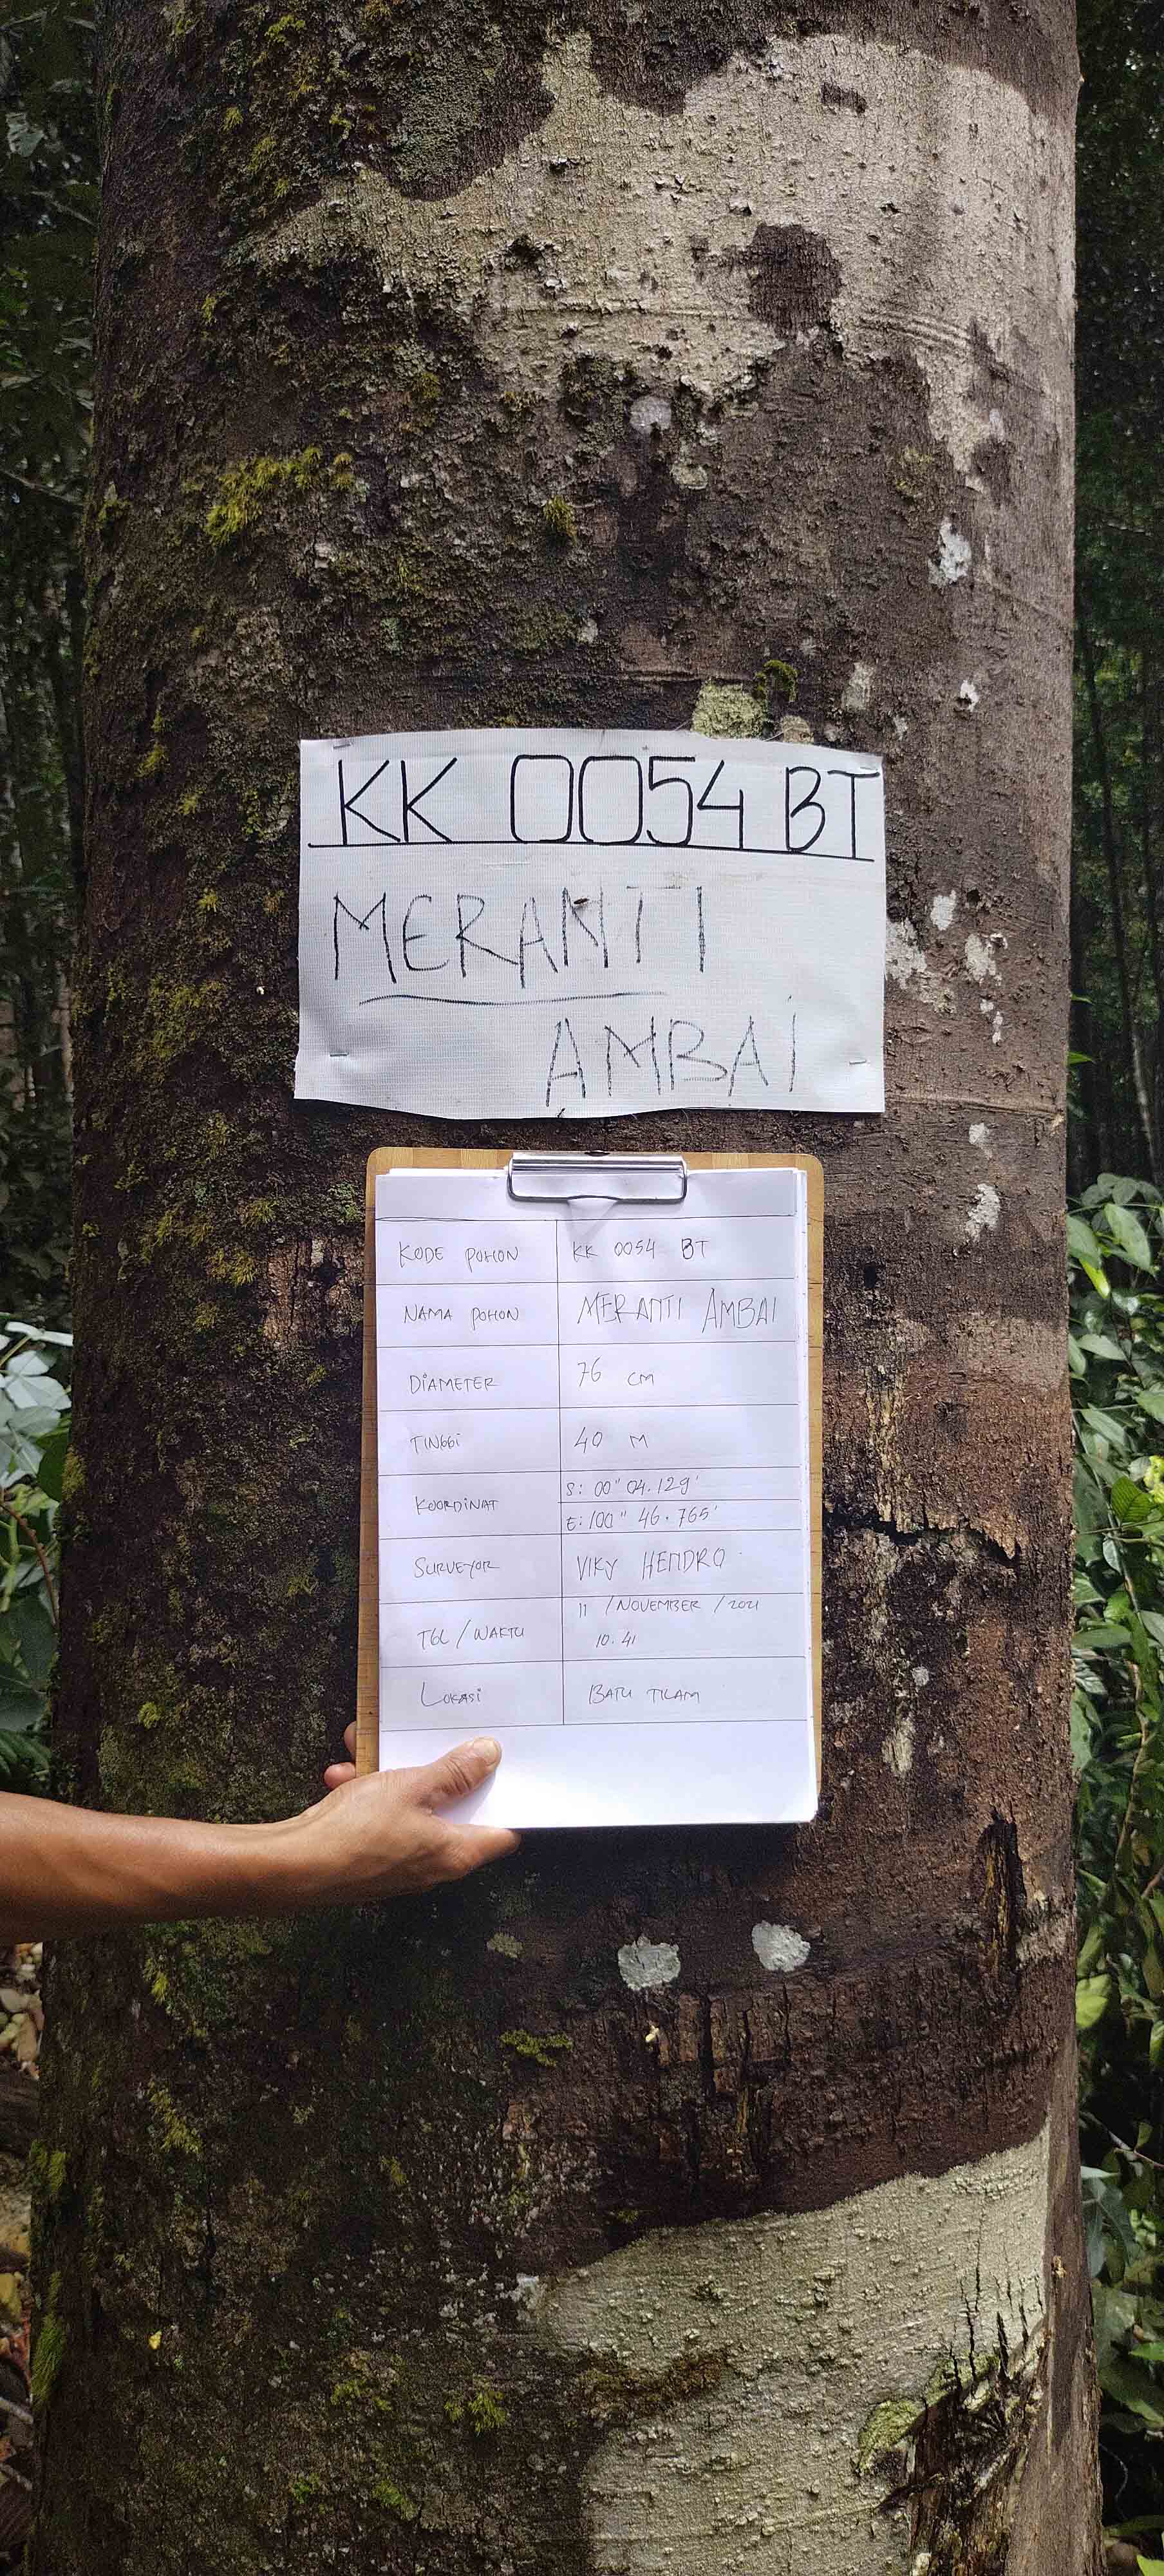 KK 0054 BT
MERANTI
AMBAI
KODE POHON KK 0054 BT
NAMA POHON MERANTI AMBAI
DIAMETER 76 CM
TINGGI 40 M
KOORDINAT S: 00" 04.129'
E: 100" 46.765'
SURVEYOR VIKY HENDRO
TGL / WAKTU 11 / NOVEMBER / 2021
10.41
LOKASI BATU TILAM